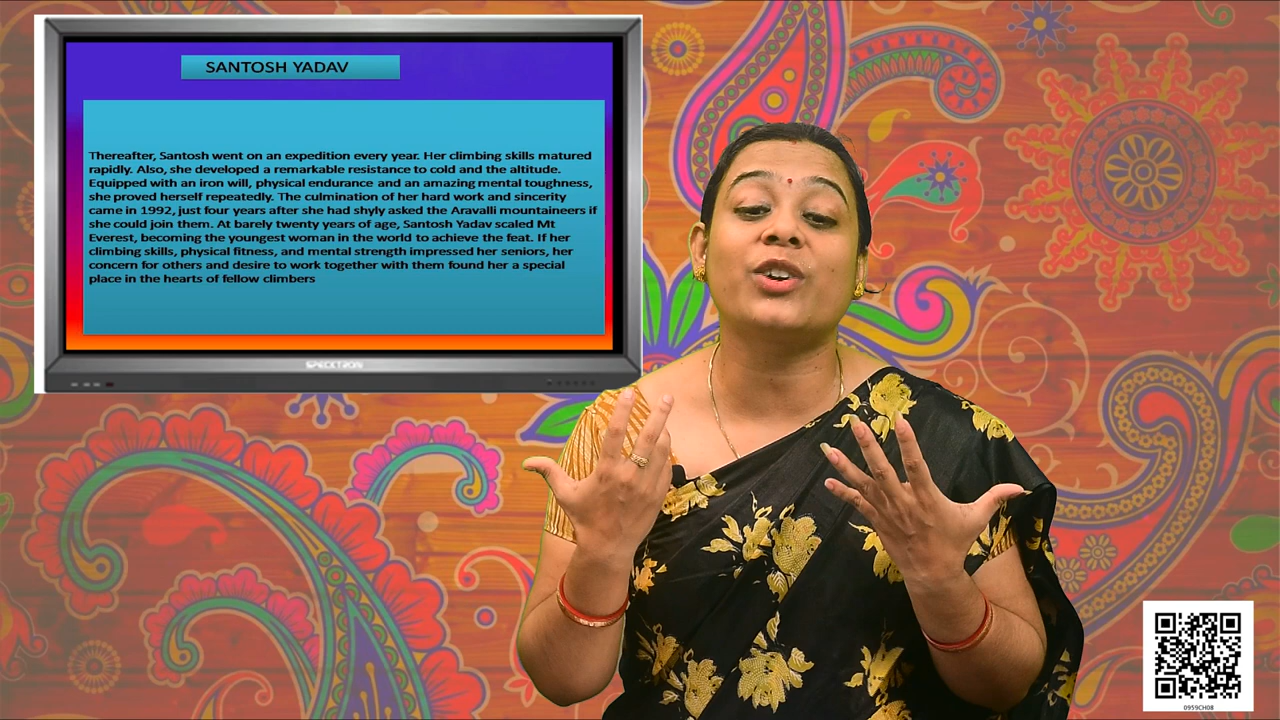 SANTOSH YADAV
Thereafter, Santosh went on an expedition every year. Her climbing skills matured
rapidly. Also, she developed a remarkable resistance to cold and the altitude.
Equipped with an iron will, physical endurance and an amazing mental toughness,
she proved herself repeatedly. The culmination of her hard work and sincerity
came in 1992, just four years after she had shyly asked the Aravalli mountaineers if
she could join them. At barely twenty years of age, Santosh Yadav scaled Mt
Everest, becoming the youngest woman in the world to achieve the feat. If her
climbing skills, physical fitness, and mental strength impressed her seniors, her
concern for others and desire to work together with them found her a special
place in the hearts of fellow climbers
SPECETRON
0959CH08